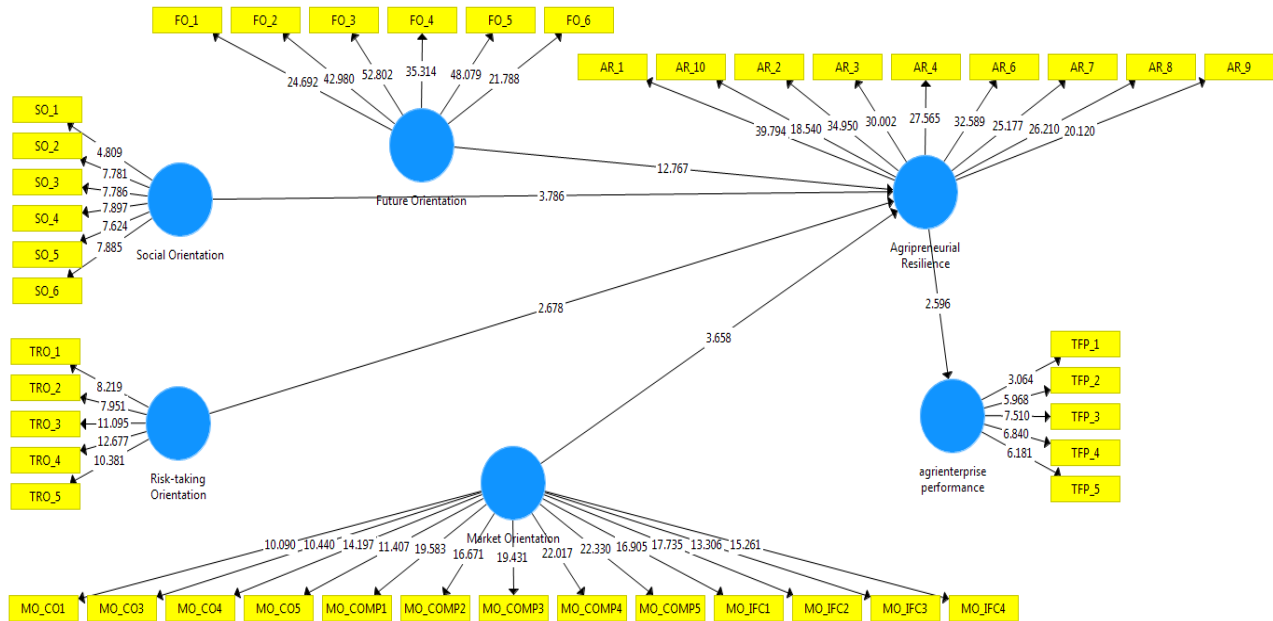 FO_1 FO_2 FO_3 FO_4 FO_5 FO_6
24.692 42.980 52.802 35.314 48.079 21.788
Future Orientation
AR_1 AR_10 AR_2 AR_3 AR_4 AR_6 AR_7 AR_8 AR_9
39.794 18.540 34.950 30.002 27.565 32.589 25.177 26.210 20.120
Agripreneurial
Resilience
SO_1
SO_2
SO_3
SO_4
SO_5
SO_6
4.809
7.781
7.786
7.897
7.624
7.885
Social Orientation
12.767
3.786
2.678
3.658
2.596
TRO_1
TRO_2
TRO_3
TRO_4
TRO_5
8.219
7.951
11.095
12.677
10.381
Risk-taking
Orientation
TFP_1
TFP_2
TFP_3
TFP_4
TFP_5
3.064
5.968
7.510
6.840
6.181
agrienterprise
performance
Market Orientation
10.090 10.440 14.197 11.407 19.583 16.671 19.431 22.017 22.330 16.905 17.735 13.306 15.261
MO_CO1 MO_CO3 MO_CO4 MO_CO5 MO_COMP1 MO_COMP2 MO_COMP3 MO_COMP4 MO_COMP5 MO_IFC1 MO_IFC2 MO_IFC3 MO_IFC4